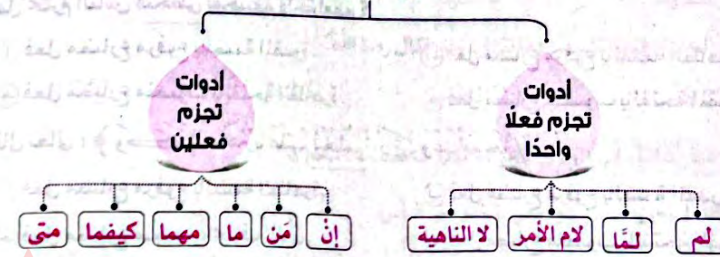 أدوات
تجزم فعلًا
واحدًا
أدوات
تجزم
فعلين
لم
لمَّا
لام الأمر
لا الناهية
إنْ
مَن
ما
مهما
كيفما
متى